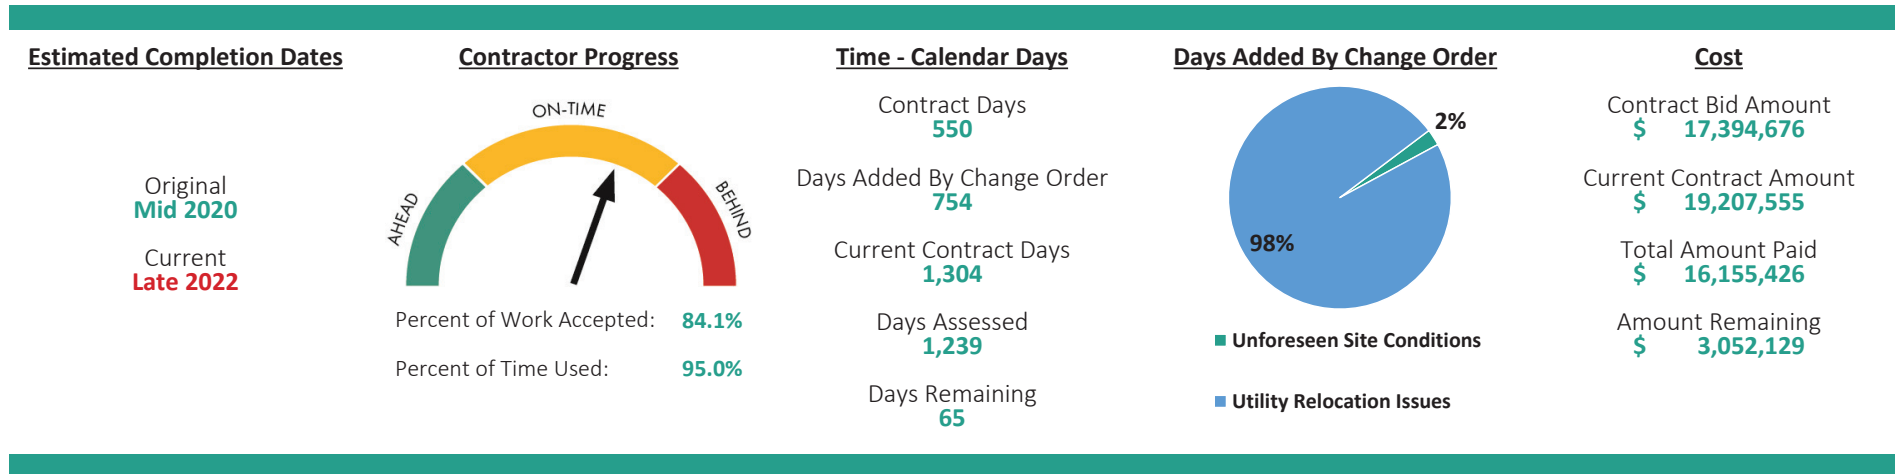 Estimated Completion Dates
Original
Mid 2020
Current
Late 2022
Contractor Progress
ON-TIME
AHEAD
BEHIND
Percent of Work Accepted: 84.1%
Percent of Time Used: 95.0%
Time - Calendar Days
Contract Days
550
Days Added By Change Order
754
Current Contract Days
1,304
Days Assessed
1,239
Days Remaining
65
Days Added By Change Order
2%
98%
Unforeseen Site Conditions
Utility Relocation Issues
Cost
Contract Bid Amount
$ 17,394,676
Current Contract Amount
$ 19,207,555
Total Amount Paid
$ 16,155,426
Amount Remaining
$ 3,052,129